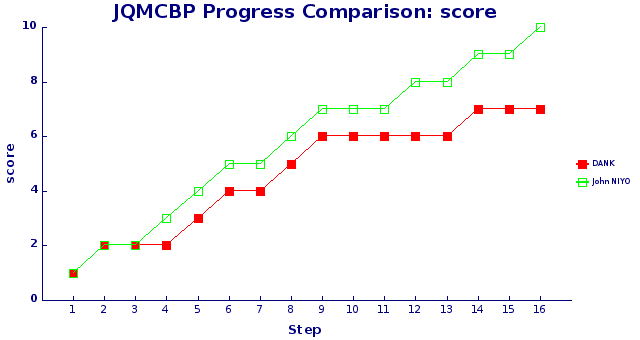 JQMCBP Progress Comparison: score
10
8
6
4
2
0
score
DANK
John NIYO
1 2 3 4 5 6 7 8 9 10 11 12 13 14 15 16
Step